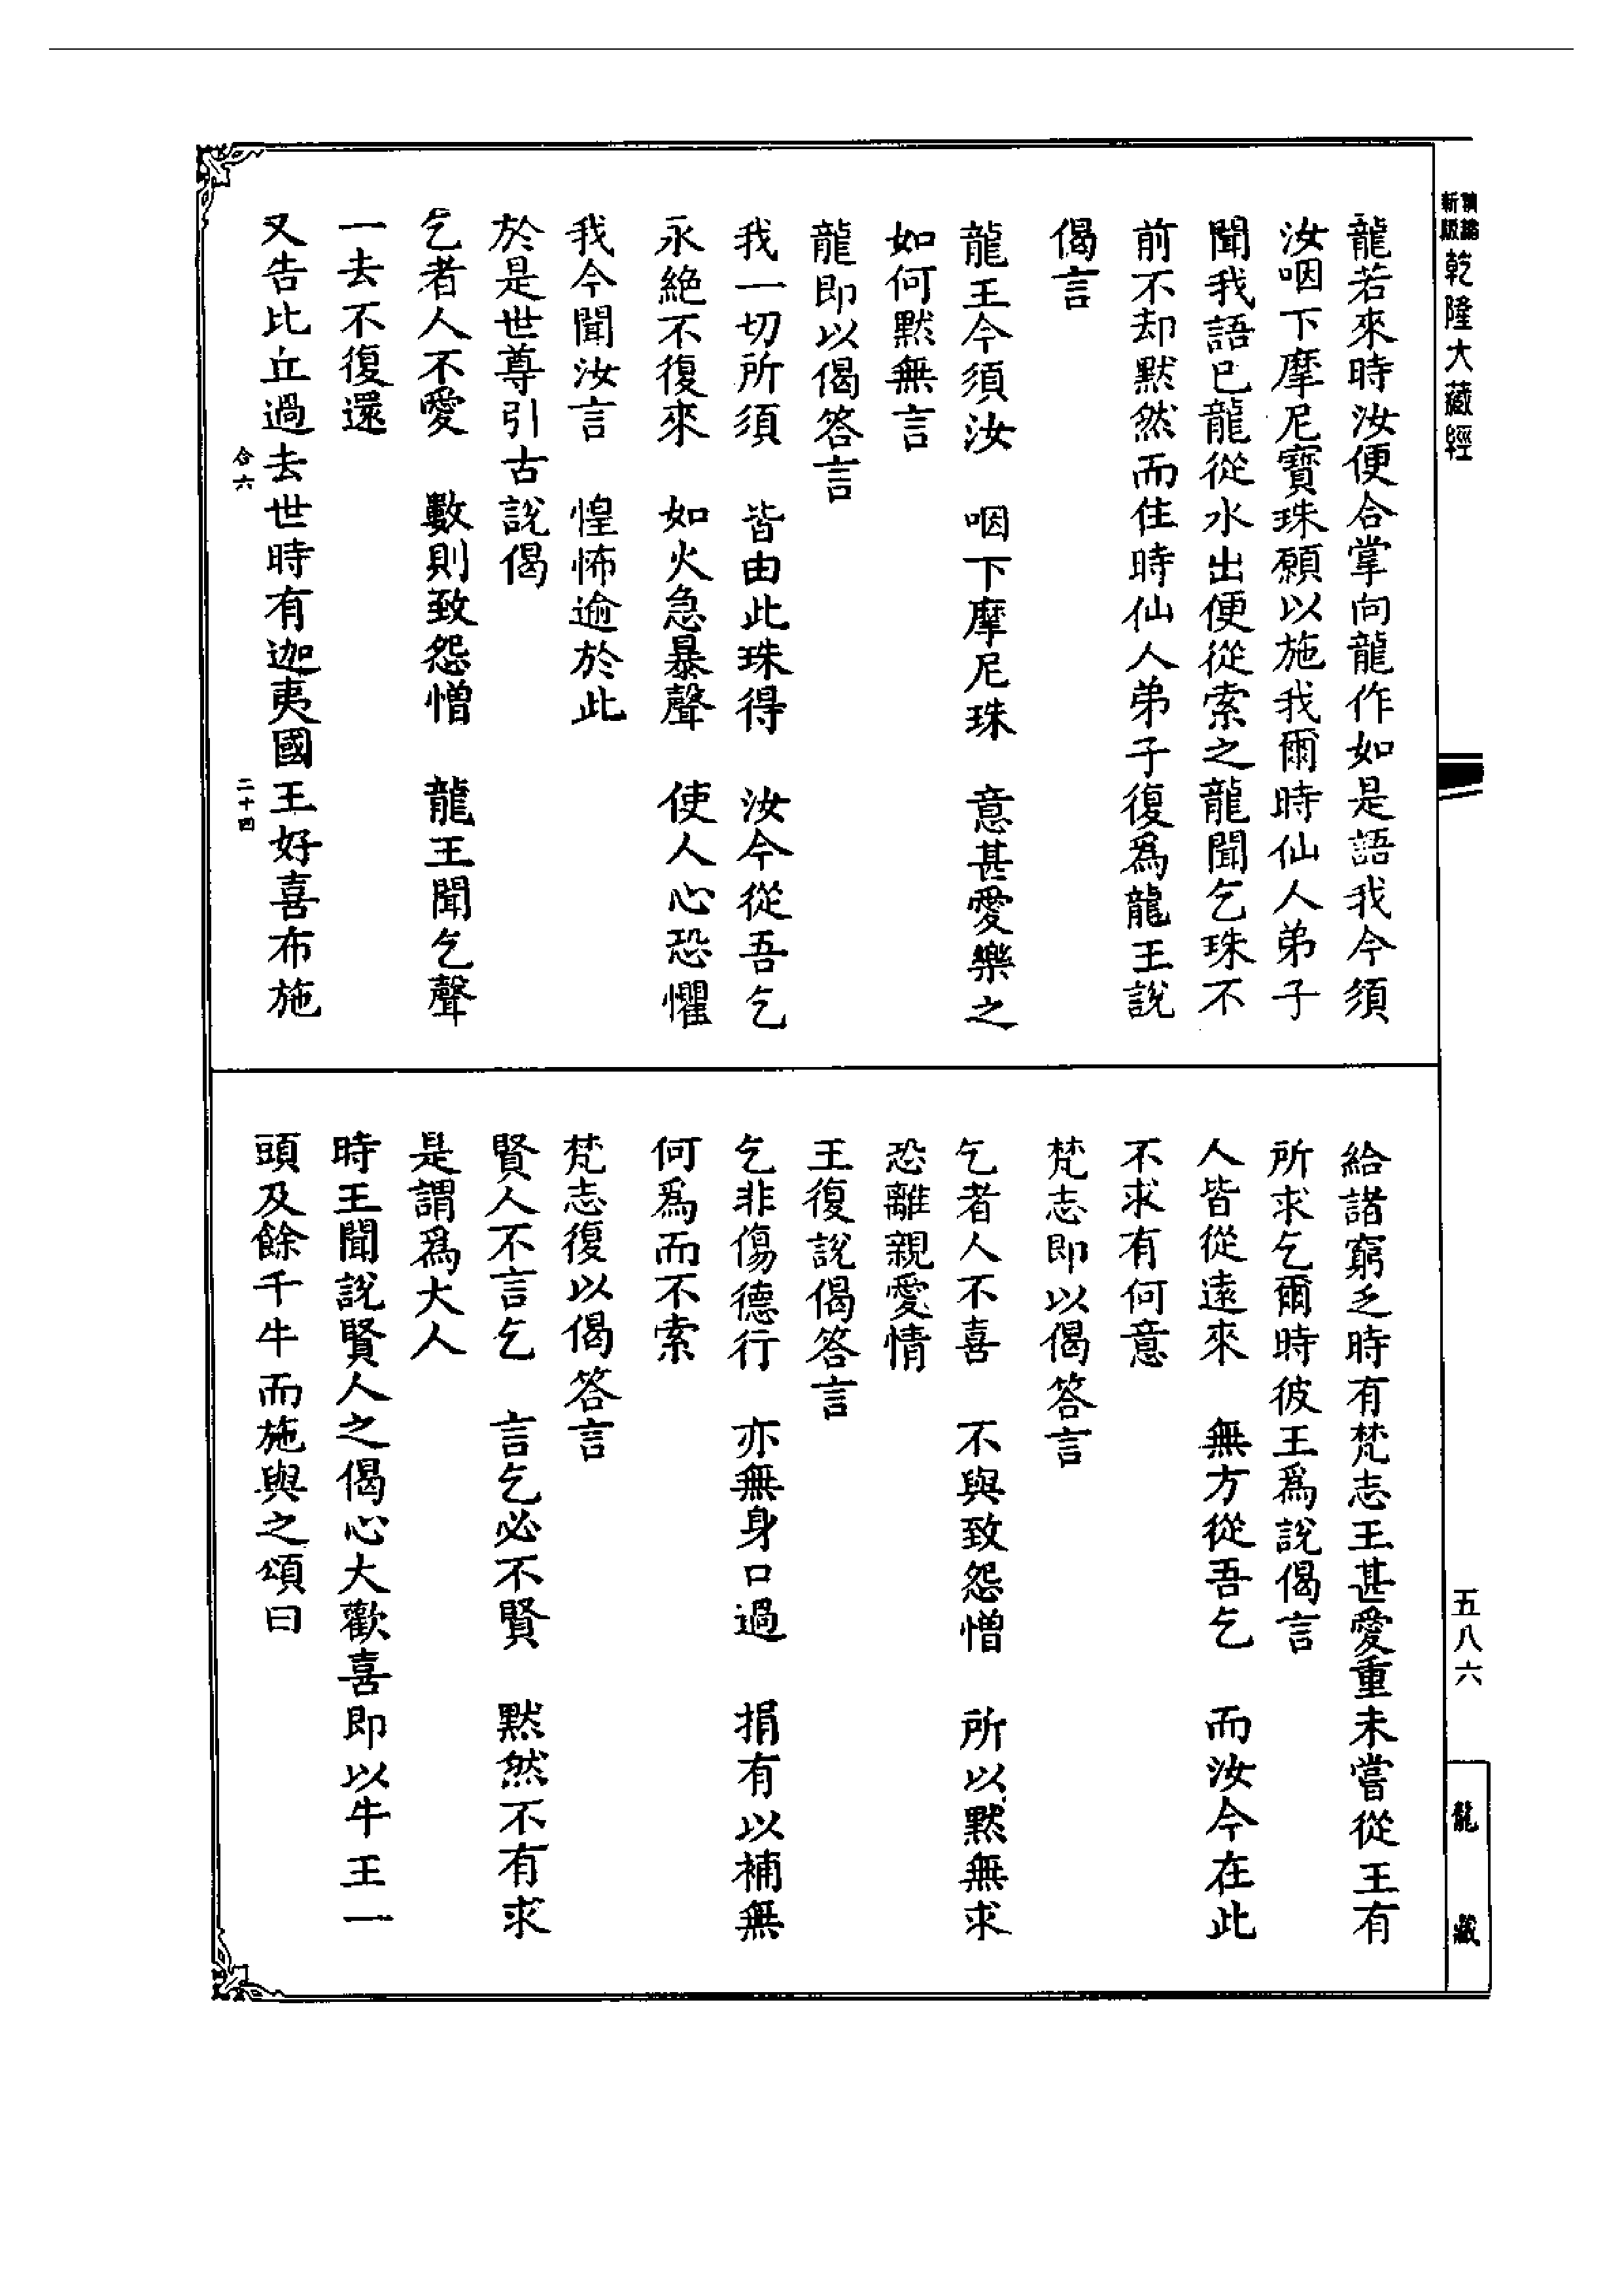 新版精縮
乾隆大藏經
龍若來時汝便合掌向龍作如是語我今須
汝咽下摩尼寶珠願以施我爾時仙人弟子
聞我語已龍從水出便從索之龍聞乞珠不
前不却默然而住時仙人弟子復爲龍王說
偈言
龍王今須汝　咽下摩尼珠　意甚愛樂之
如何默無言
龍即以偈答言
我一切所須　皆由此珠得　汝今從吾乞
永絕不復來　如火急暴聲　使人心恐懼
我今聞汝言　惶怖逾於此
於是世尊引古說偈
乞者人不愛　數則致怨憎　龍王聞乞聲
一去不復還
又告比丘過去世時有迦夷國王好喜布施
合六　二十四
給諸窮乏時有梵志王甚愛重未嘗從王有
所求乞爾時彼王爲說偈言
人皆從遠來　無方從吾乞　而汝今在此
不求有何意
梵志即以偈答言
乞者人不喜　不與致怨憎　所以默無求
恐離親愛情
王復說偈答言
乞非傷德行　亦無身口過　捐有以補無
何爲而不索
梵志復以偈答言
賢人不言乞　言乞必不賢　默然不有求
是謂爲大人
時王聞說賢人之偈心大歡喜即以牛王一
頭及餘千牛而施與之頌曰
五八六
龍藏